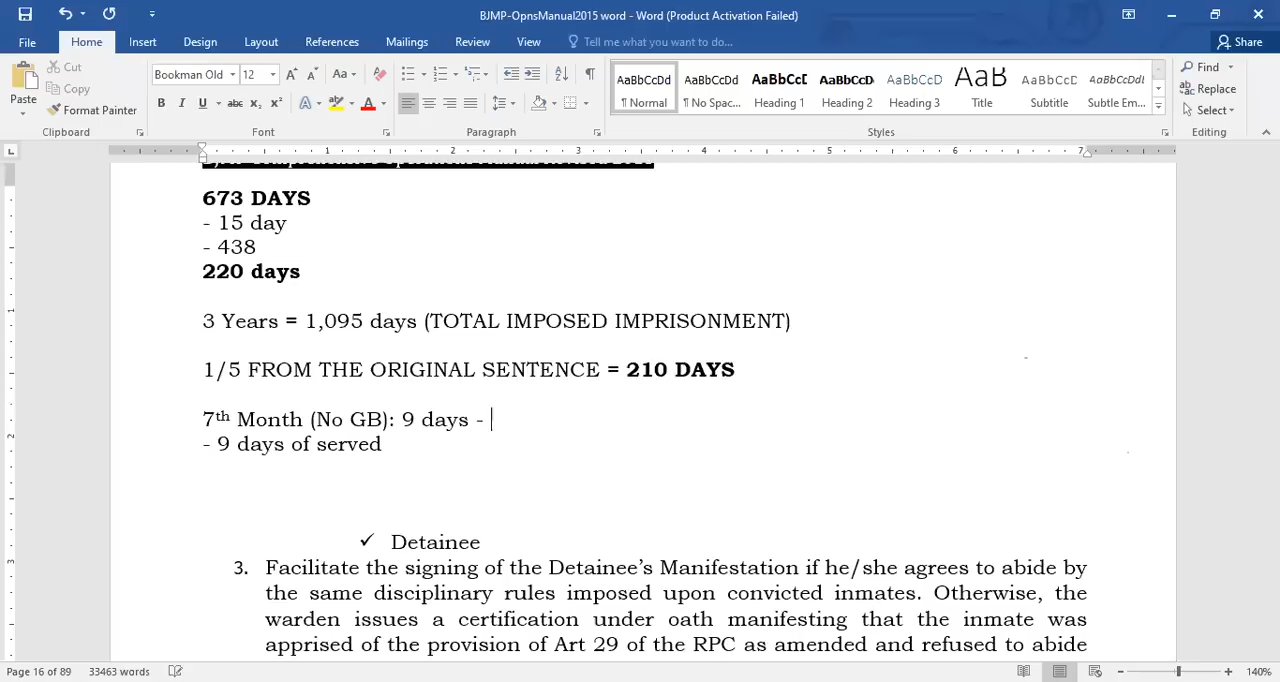 BJMP-OpnsManual2015 word - Word (Product Activation Failed)
File Home Insert Design Layout References Mailings Review View Tell me what you want to do... Share
Paste
Cut
Copy
Format Painter
Clipboard
Bookman Old 12
Font
Paragraph
AaBbCcDd AaBbCcDd AaBbCcI AaBbCcD AaBbCcD AaB AaBbCcD AaBbCcDdI
¶ Normal ¶ No Spac... Heading 1 Heading 2 Heading 3 Title Subtitle Subtle Em...
Styles
Find
Replace
Select
Editing
1 2 3 4 5 6 7
673 DAYS
- 15 day
- 438
220 days
3 Years = 1,095 days (TOTAL IMPOSED IMPRISONMENT)
1/5 FROM THE ORIGINAL SENTENCE = 210 DAYS
7th Month (No GB): 9 days -
- 9 days of served
✓ Detainee
3. Facilitate the signing of the Detainee's Manifestation if he/she agrees to abide by
the same disciplinary rules imposed upon convicted inmates. Otherwise, the
warden issues a certification under oath manifesting that the inmate was
apprised of the provision of Art 29 of the RPC as amended and refused to abide
Page 16 of 89 33463 words 140%